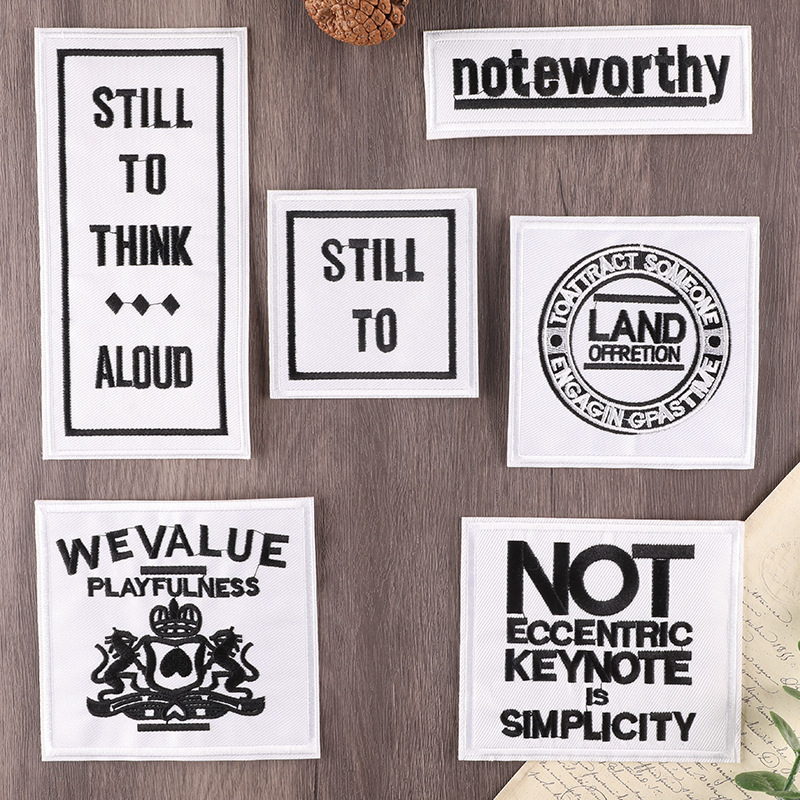 STILL
TO
THINK
ALOUD
noteworthy
STILL
TO
TOATTRACT SOMEONE
LAND
OFFRETION
ENGAGIN GPASTIME
WEVALUE
PLAYFULNESS
NOT
ECCENTRIC
KEYNOTE
IS
SIMPLICITY